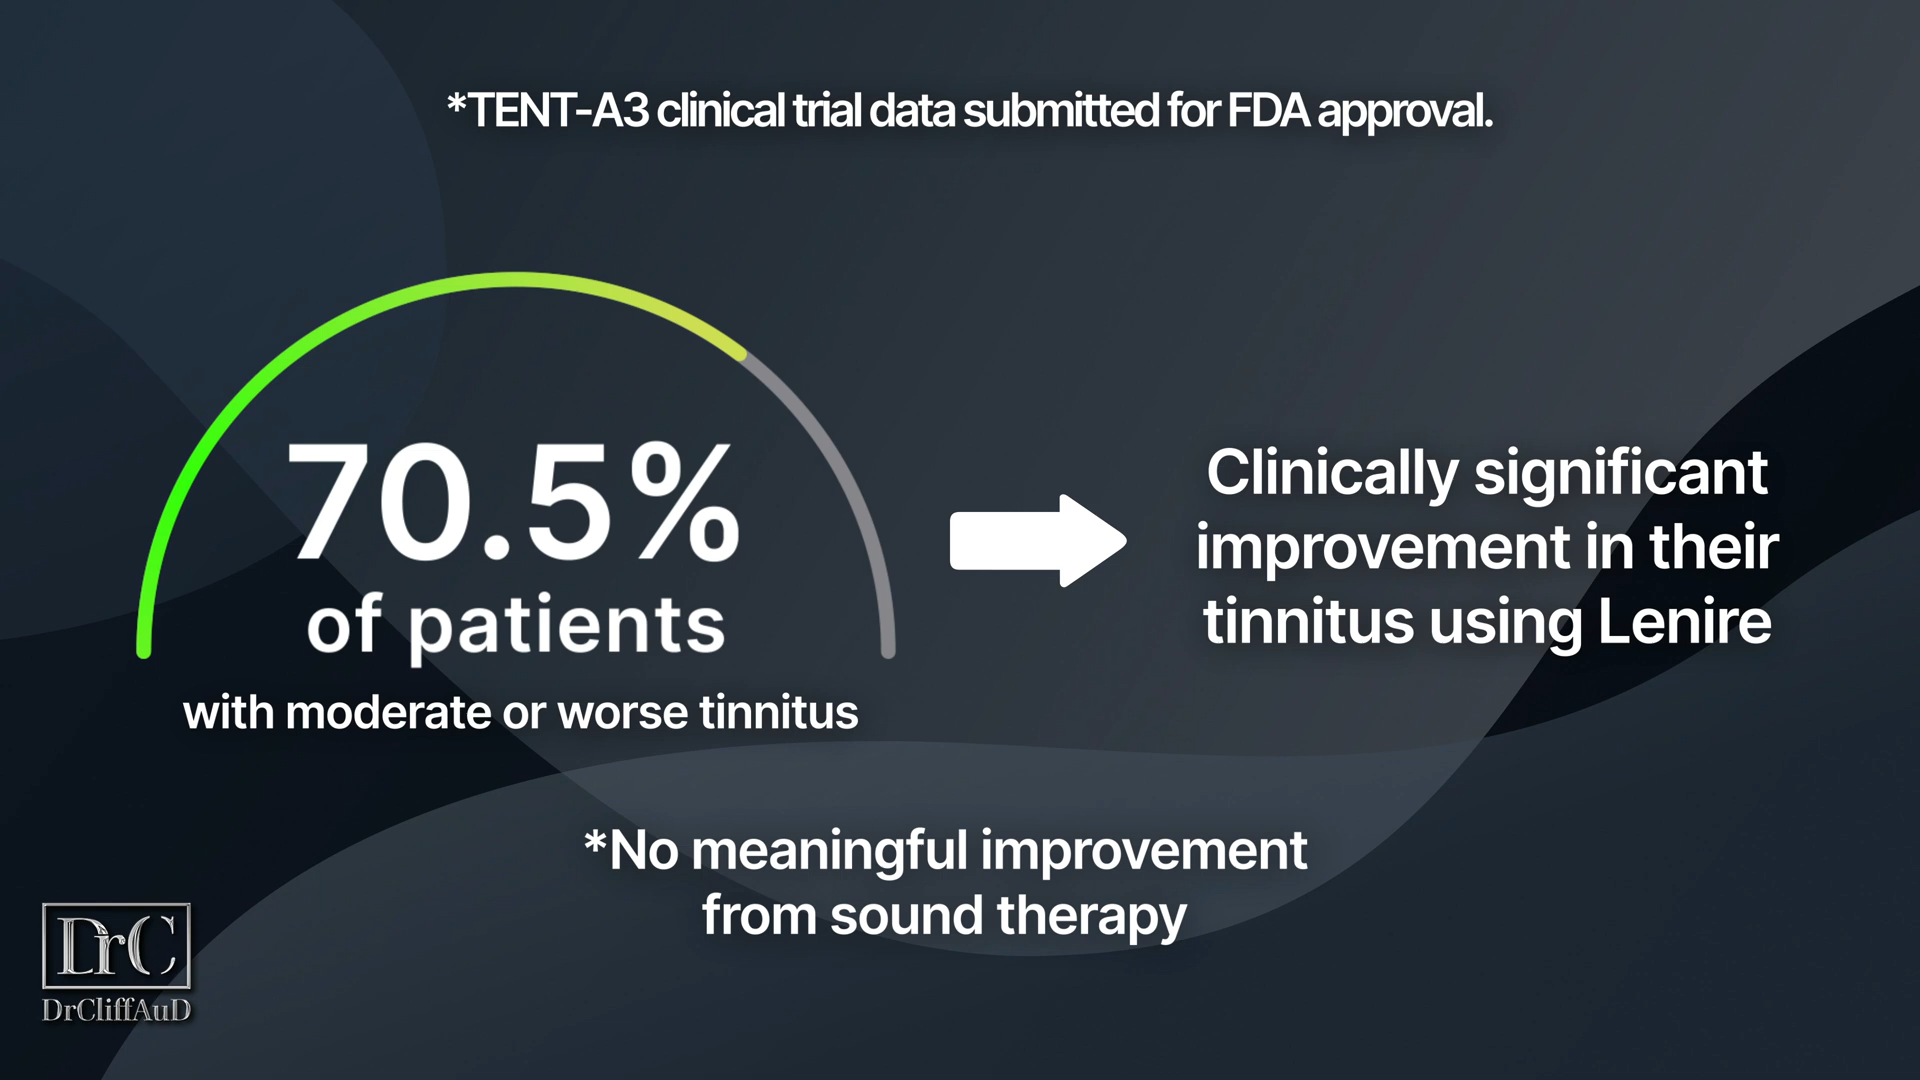 *TENT-A3 clinical trial data submitted for FDA approval.
70.5%
of patients
with moderate or worse tinnitus
Clinically significant
improvement in their
tinnitus using Lenire
*No meaningful improvement
from sound therapy
DrC
DrCliffAuD